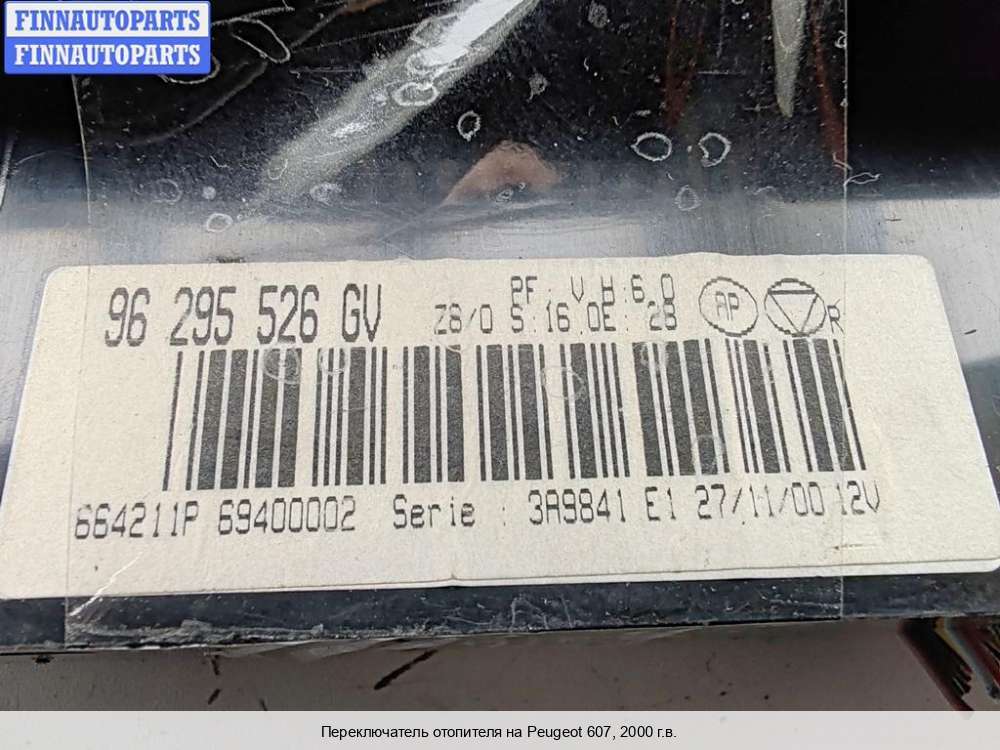 FINNAUTOPARTS
FINNAUTOPARTS
PF: V H:6.0
96 295 526 GV Z8/0 S:16.0E:28 AP R
664211P 69400002 Serie : 3A9841 E1 27/11/00 12V
Переключатель отопителя на Peugeot 607, 2000 г.в.